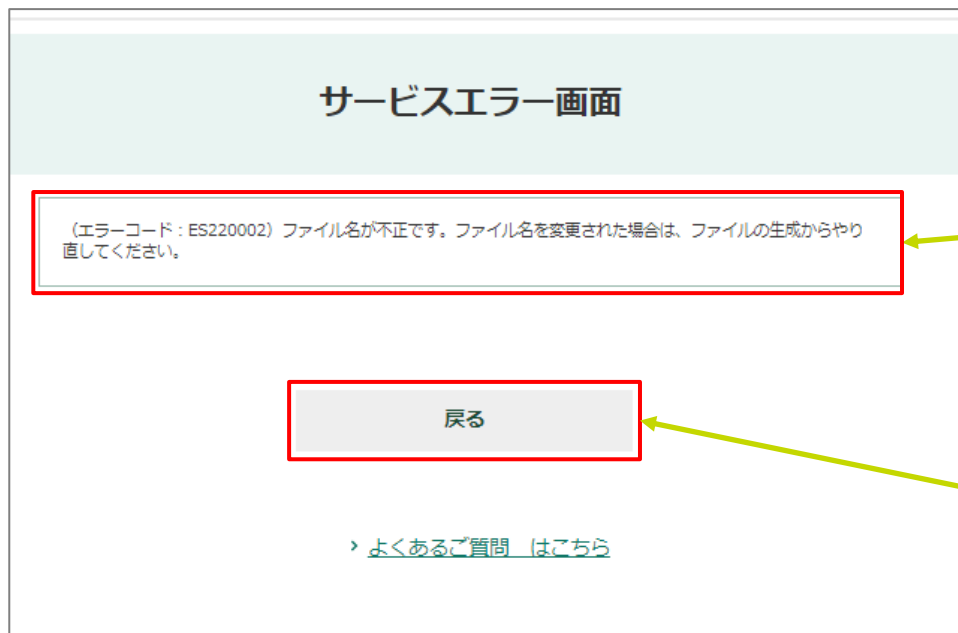 サービスエラー画面
（エラーコード：ES220002）ファイル名が不正です。ファイル名を変更された場合は、ファイルの生成からやり
直してください。
戻る
› よくあるご質問　はこちら